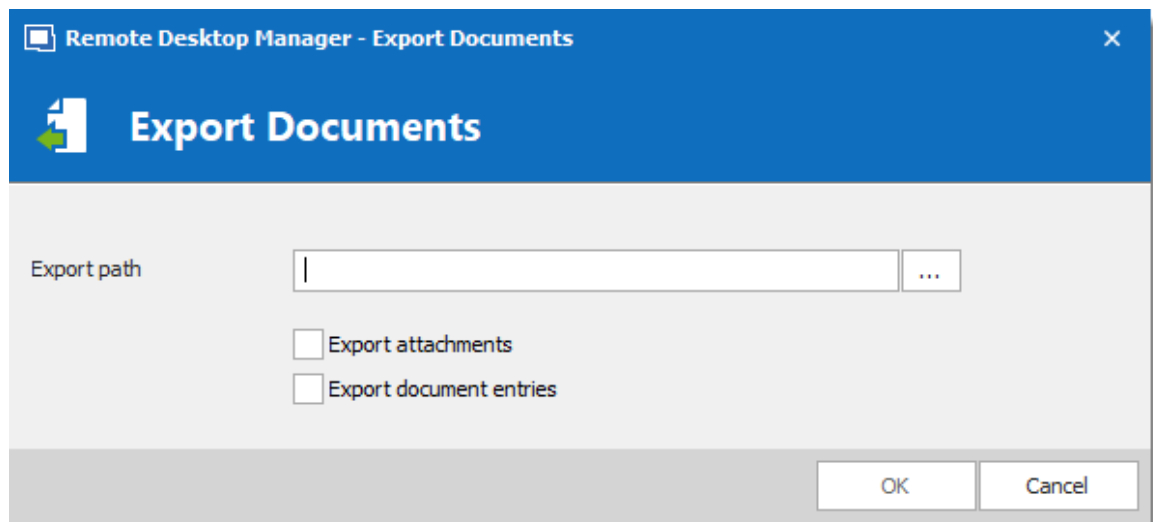 Remote Desktop Manager - Export Documents
Export Documents
Export path
...
Export attachments
Export document entries
OK Cancel